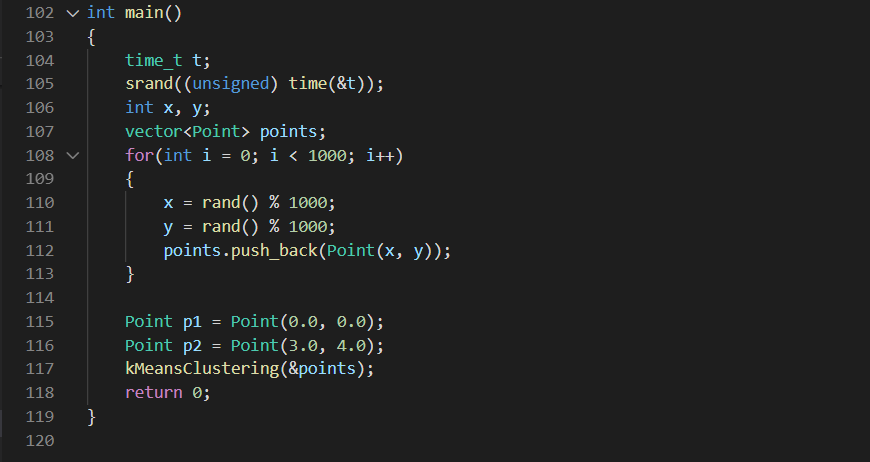 102 int main()
103 {
104     time_t t;
105     srand((unsigned) time(&t));
106     int x, y;
107     vector<Point> points;
108     for(int i = 0; i < 1000; i++)
109     {
110         x = rand() % 1000;
111         y = rand() % 1000;
112         points.push_back(Point(x, y));
113     }
114
115     Point p1 = Point(0.0, 0.0);
116     Point p2 = Point(3.0, 4.0);
117     kMeansClustering(&points);
118     return 0;
119 }
120